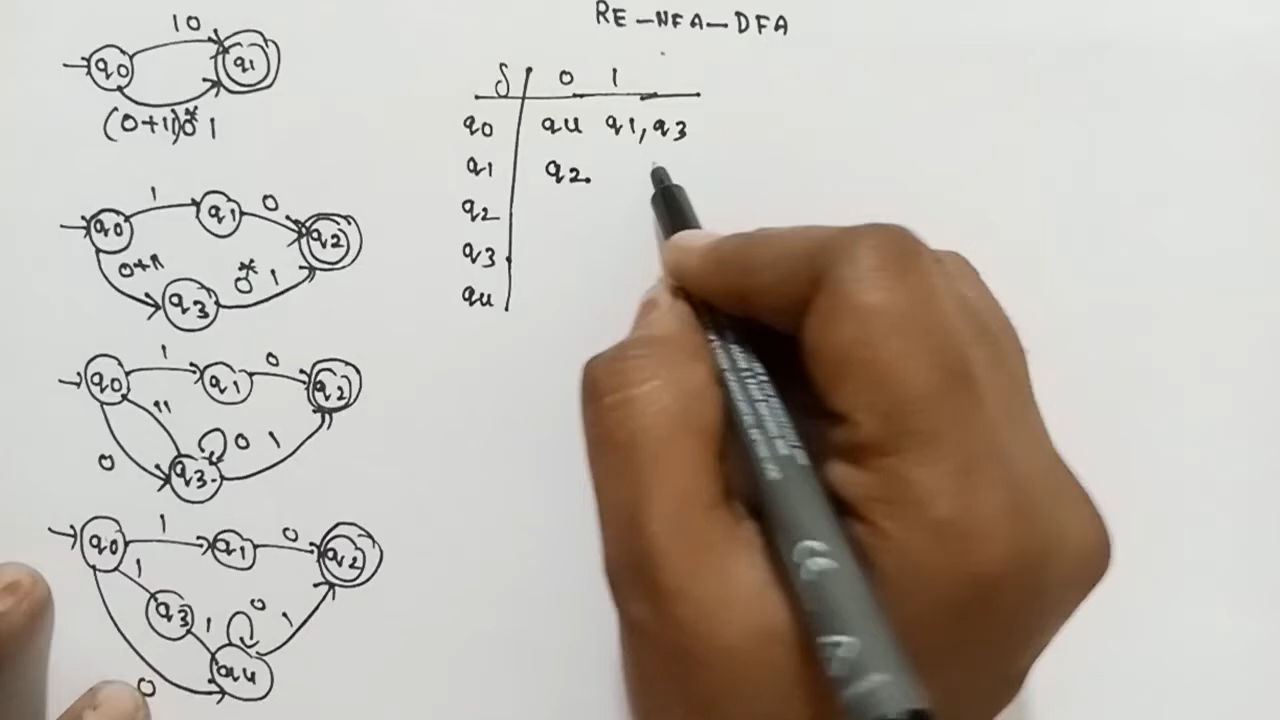 RE-NFA-DFA
10
q0 q1
(0+11)0* 1
1 0
q0 q1 q2
0+11 0* 1
q3
1 0
q0 q1 q2
11
0 0 1
q3
1 0
q0 q1 q2
1
q3 1 0 1
q4
0
δ 0 1
q0 q4 q1,q3
q1 q2
q2
q3
q4